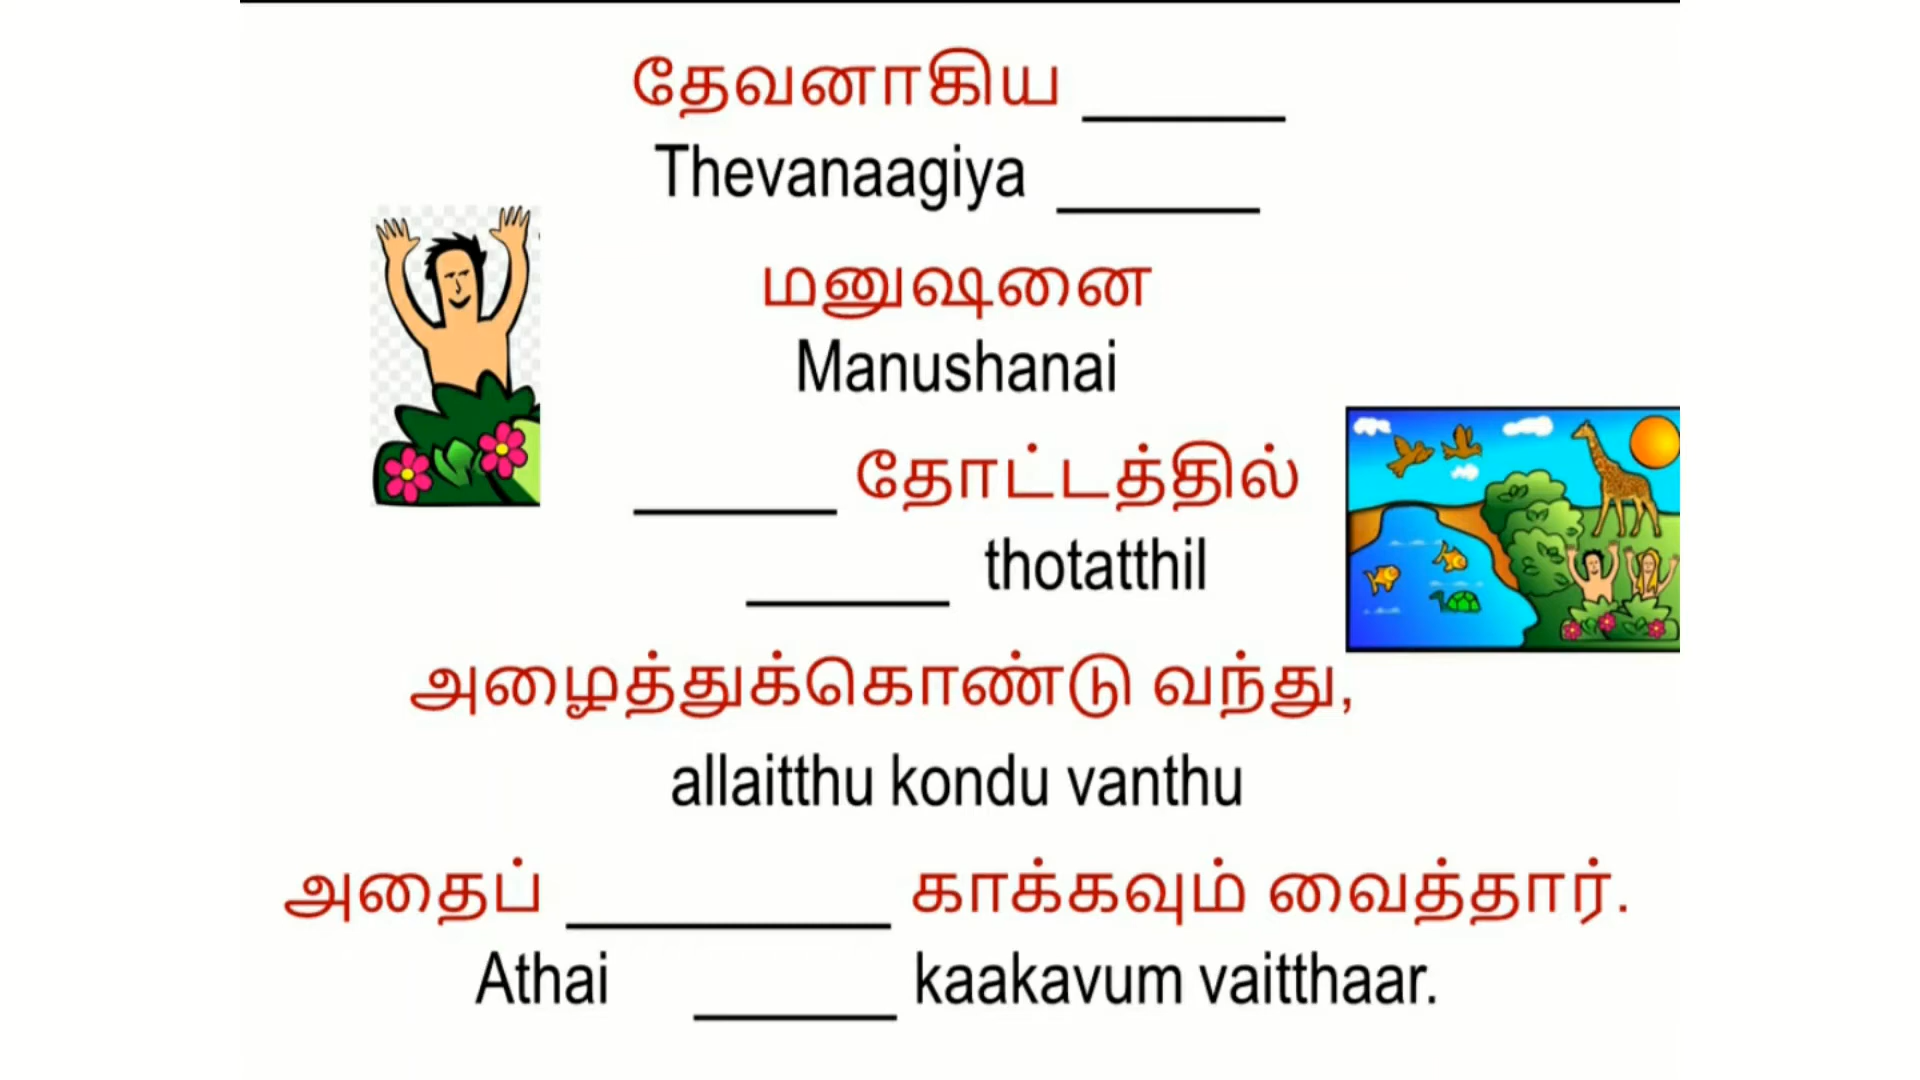 தேவனாகிய ______
Thevanaagiya ______
மனுஷனை
Manushanai
______ தோட்டத்தில்
______ thotatthil
அழைத்துக்கொண்டு வந்து,
allaitthu kondu vanthu
அதைப் __________ காக்கவும் வைத்தார்.
Athai ______ kaakavum vaitthaar.